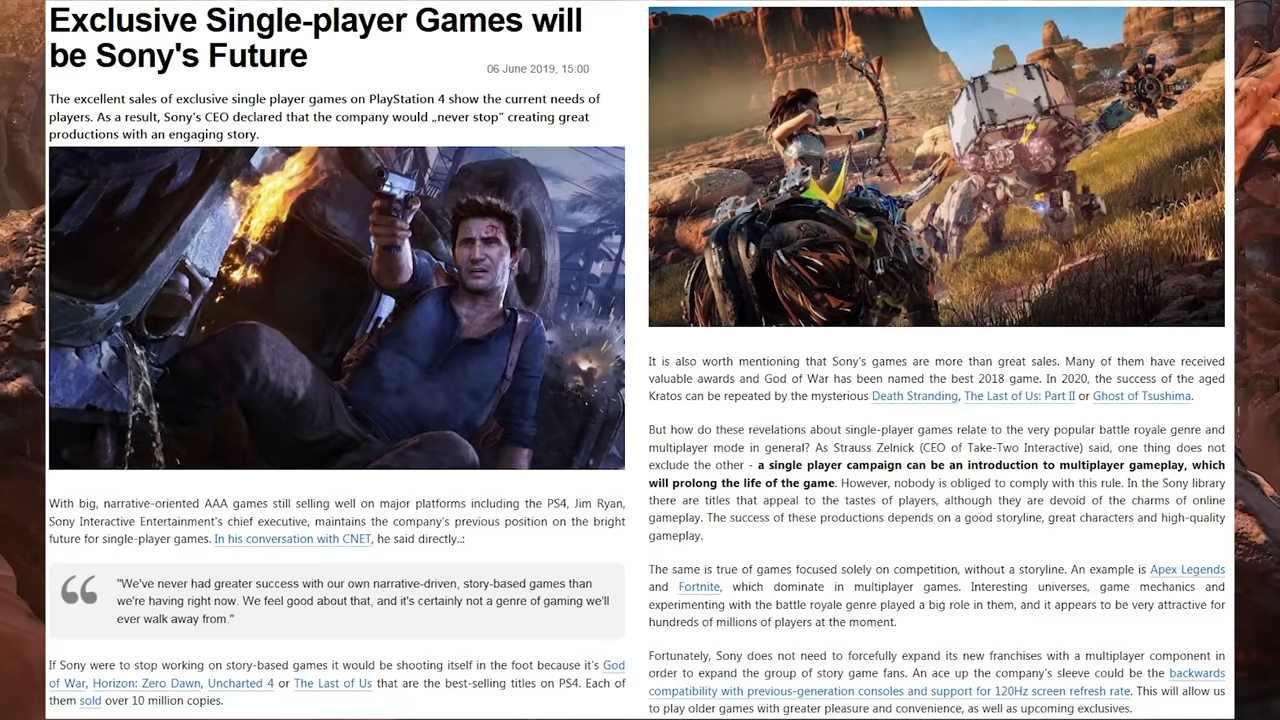 Exclusive Single-player Games will
be Sony's Future
06 June 2019, 15:00
The excellent sales of exclusive single player games on PlayStation 4 show the current needs of
players. As a result, Sony's CEO declared that the company would „never stop" creating great
productions with an engaging story.
With big, narrative-oriented AAA games still selling well on major platforms including the PS4, Jim Ryan,
Sony Interactive Entertainment's chief executive, maintains the company's previous position on the bright
future for single-player games. In his conversation with CNET, he said directly..:
"We've never had greater success with our own narrative-driven, story-based games than
we're having right now. We feel good about that, and it's certainly not a genre of gaming we'll
ever walk away from."
If Sony were to stop working on story-based games it would be shooting itself in the foot because it's God
of War, Horizon: Zero Dawn, Uncharted 4 or The Last of Us that are the best-selling titles on PS4. Each of
them sold over 10 million copies.
It is also worth mentioning that Sony's games are more than great sales. Many of them have received
valuable awards and God of War has been named the best 2018 game. In 2020, the success of the aged
Kratos can be repeated by the mysterious Death Stranding, The Last of Us: Part II or Ghost of Tsushima.
But how do these revelations about single-player games relate to the very popular battle royale genre and
multiplayer mode in general? As Strauss Zelnick (CEO of Take-Two Interactive) said, one thing does not
exclude the other - a single player campaign can be an introduction to multiplayer gameplay, which
will prolong the life of the game. However, nobody is obliged to comply with this rule. In the Sony library
there are titles that appeal to the tastes of players, although they are devoid of the charms of online
gameplay. The success of these productions depends on a good storyline, great characters and high-quality
gameplay.
The same is true of games focused solely on competition, without a storyline. An example is Apex Legends
and Fortnite, which dominate in multiplayer games. Interesting universes, game mechanics and
experimenting with the battle royale genre played a big role in them, and it appears to be very attractive for
hundreds of millions of players at the moment.
Fortunately, Sony does not need to forcefully expand its new franchises with a multiplayer component in
order to expand the group of story game fans. An ace up the company's sleeve could be the backwards
compatibility with previous-generation consoles and support for 120Hz screen refresh rate. This will allow us
to play older games with greater pleasure and convenience, as well as upcoming exclusives.